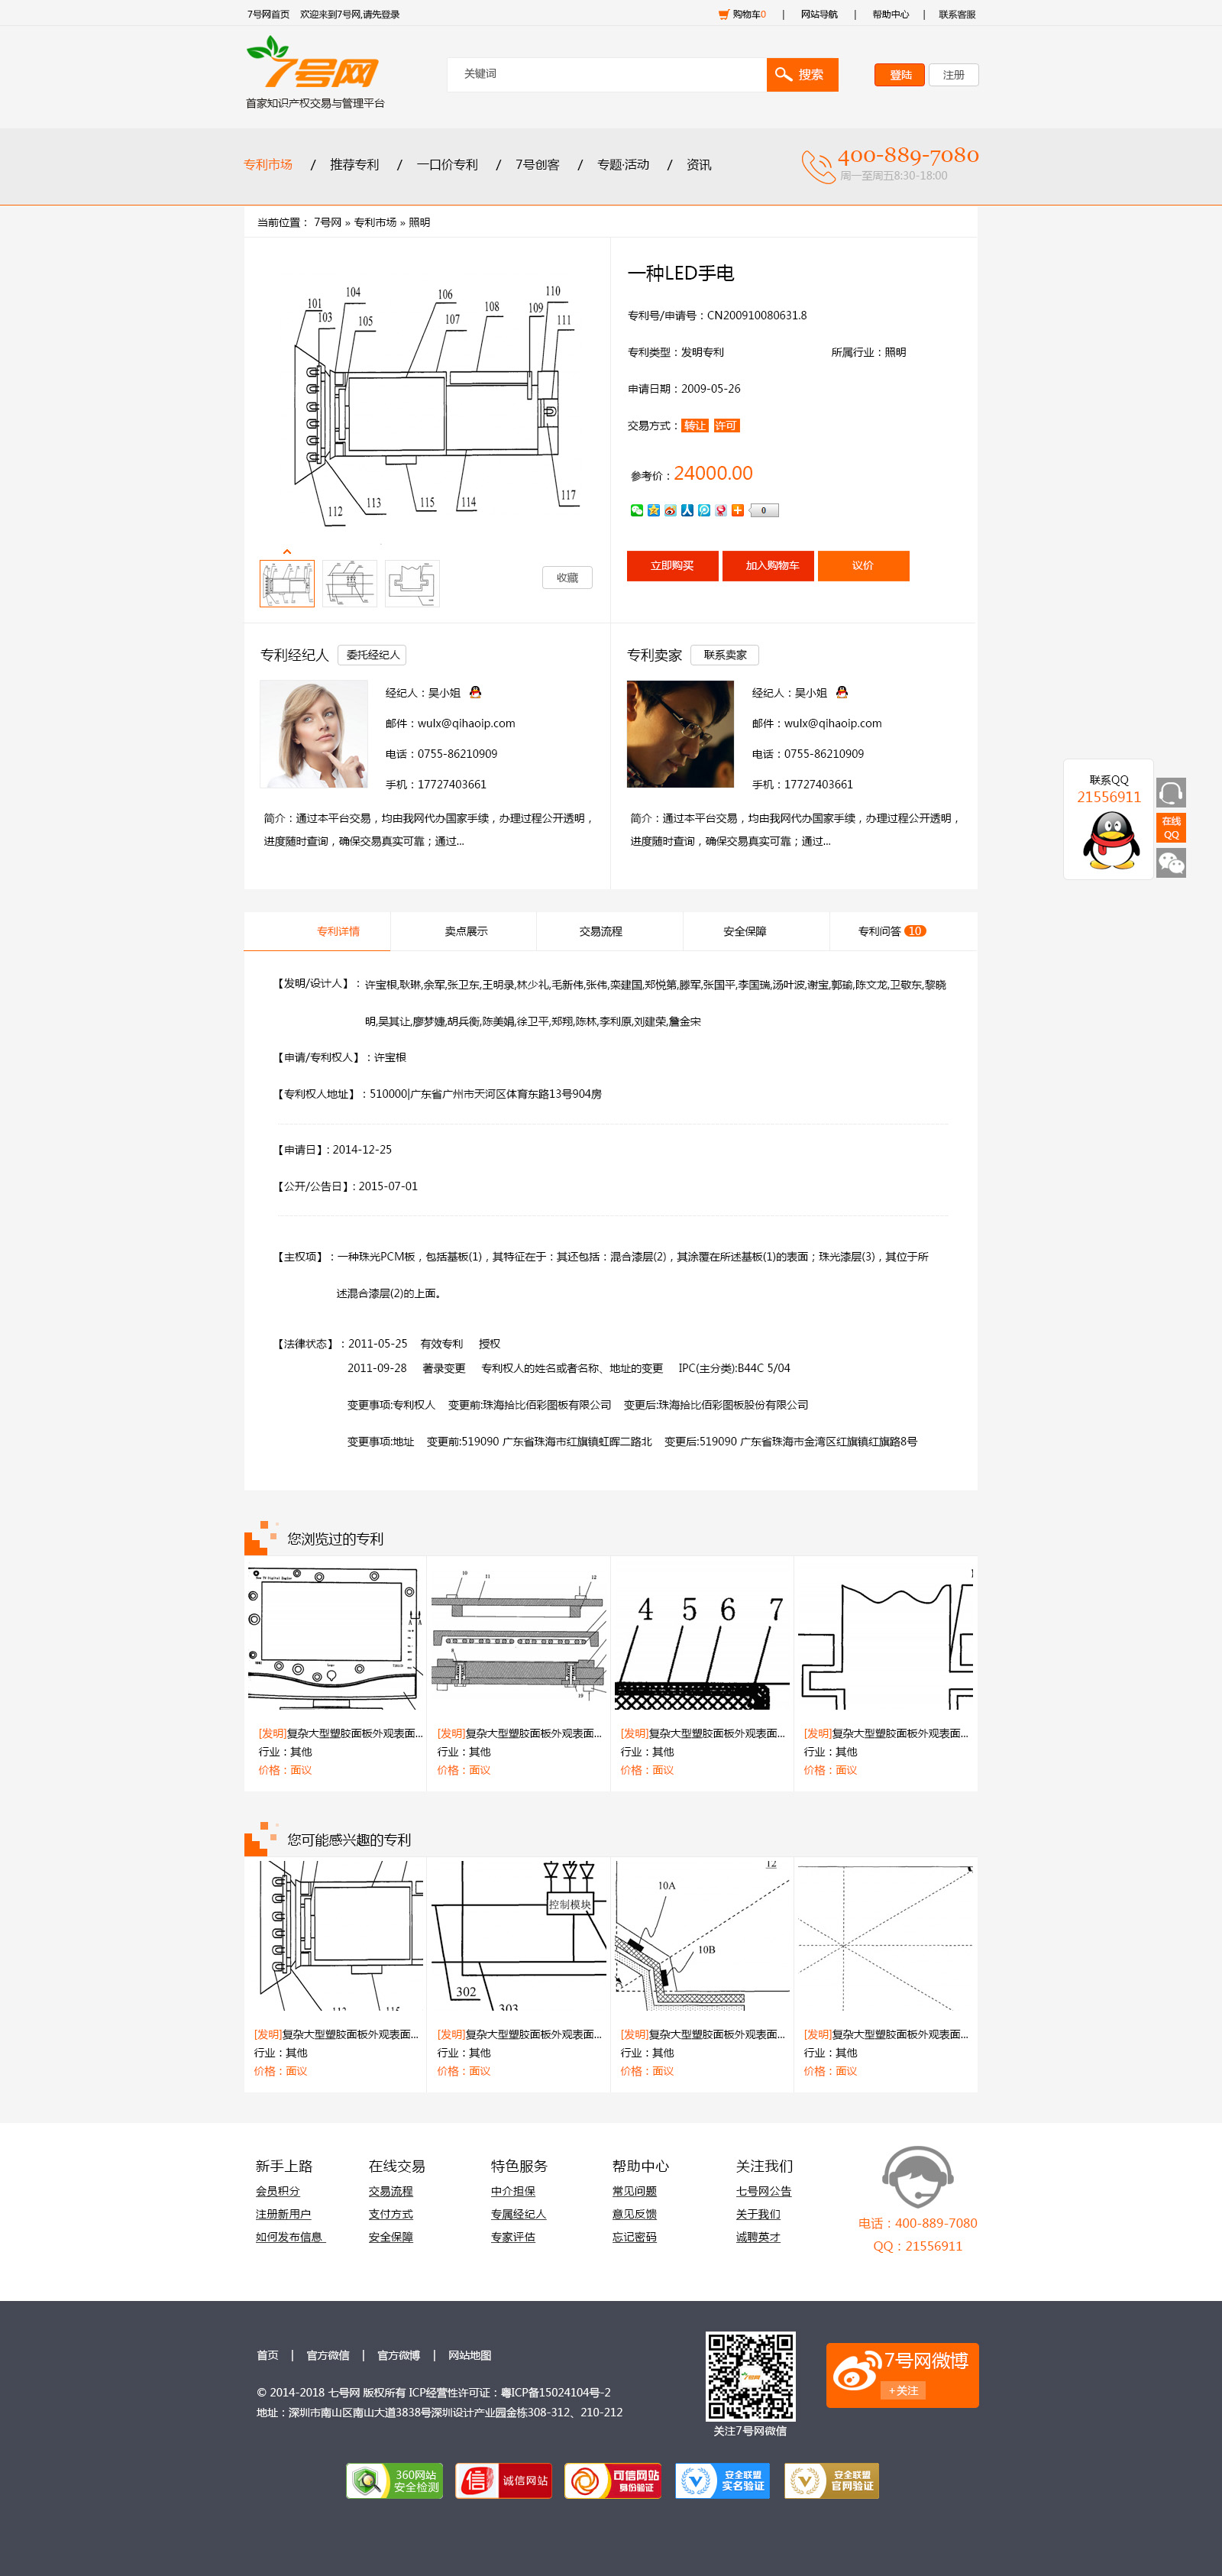 7号网首页 欢迎来到7号网,请先登录 购物车0 | 网站导航 | 帮助中心 | 联系客服
7号网
首家知识产权交易与管理平台
关键词 搜索 登陆 注册
专利市场 / 推荐专利 / 一口价专利 / 7号创客 / 专题·活动 / 资讯
400-889-7080
周一至周五8:30-18:00
当前位置： 7号网 » 专利市场 » 照明
101 103 104 105 106 107 108 109 110 111
112 113 115 114 117
收藏
一种LED手电
专利号/申请号：CN200910080631.8
专利类型：发明专利 所属行业：照明
申请日期：2009-05-26
交易方式： 转让 许可
参考价：24000.00
0
立即购买 加入购物车 议价
专利经纪人 委托经纪人
经纪人：吴小姐
邮件：wulx@qihaoip.com
电话：0755-86210909
手机：17727403661
简介：通过本平台交易，均由我网代办国家手续，办理过程公开透明，
进度随时查询，确保交易真实可靠；通过...
专利卖家 联系卖家
经纪人：吴小姐
邮件：wulx@qihaoip.com
电话：0755-86210909
手机：17727403661
简介：通过本平台交易，均由我网代办国家手续，办理过程公开透明，
进度随时查询，确保交易真实可靠；通过...
联系QQ
21556911
在线
QQ
专利详情 卖点展示 交易流程 安全保障 专利问答 10
【发明/设计人】：许宝根,耿琳,余军,张卫东,王明录,林少礼,毛新伟,张伟,栾建国,郑悦第,滕军,张国平,李国瑞,汤叶波,谢宝,郭瑜,陈文龙,卫敬东,黎晓
明,吴其让,廖梦婕,胡兵衡,陈美娟,徐卫平,郑翔,陈林,李利原,刘建荣,詹金宋
【申请/专利权人】：许宝根
【专利权人地址】：510000|广东省广州市天河区体育东路13号904房
【申请日】: 2014-12-25
【公开/公告日】: 2015-07-01
【主权项】：一种珠光PCM板，包括基板(1)，其特征在于：其还包括：混合漆层(2)，其涂覆在所述基板(1)的表面；珠光漆层(3)，其位于所
述混合漆层(2)的上面。
【法律状态】：2011-05-25 有效专利 授权
2011-09-28 著录变更 专利权人的姓名或者名称、地址的变更 IPC(主分类):B44C 5/04
变更事项:专利权人 变更前:珠海拾比佰彩图板有限公司 变更后:珠海拾比佰彩图板股份有限公司
变更事项:地址 变更前:519090 广东省珠海市红旗镇虹晖二路北 变更后:519090 广东省珠海市金湾区红旗镇红旗路8号
您浏览过的专利
10 11 12
8
19
4 5 6 7
[发明]复杂大型塑胶面板外观表面... [发明]复杂大型塑胶面板外观表面... [发明]复杂大型塑胶面板外观表面... [发明]复杂大型塑胶面板外观表面...
行业：其他 行业：其他 行业：其他 行业：其他
价格：面议 价格：面议 价格：面议 价格：面议
您可能感兴趣的专利
控制模块
302 303
12
10A
10B
[发明]复杂大型塑胶面板外观表面... [发明]复杂大型塑胶面板外观表面... [发明]复杂大型塑胶面板外观表面... [发明]复杂大型塑胶面板外观表面...
行业：其他 行业：其他 行业：其他 行业：其他
价格：面议 价格：面议 价格：面议 价格：面议
新手上路 在线交易 特色服务 帮助中心 关注我们
会员积分 交易流程 中介担保 常见问题 七号网公告
注册新用户 支付方式 专属经纪人 意见反馈 关于我们
如何发布信息 安全保障 专家评估 忘记密码 诚聘英才
电话：400-889-7080
QQ：21556911
首页 | 官方微信 | 官方微博 | 网站地图
© 2014-2018 七号网 版权所有 ICP经营性许可证：粤ICP备15024104号-2
地址：深圳市南山区南山大道3838号深圳设计产业园金栋308-312、210-212
7号网
关注7号网微信
7号网微博
+关注
360网站
安全检测
信 诚信网站
可信网站
身份验证
安全联盟
实名验证
安全联盟
官网验证